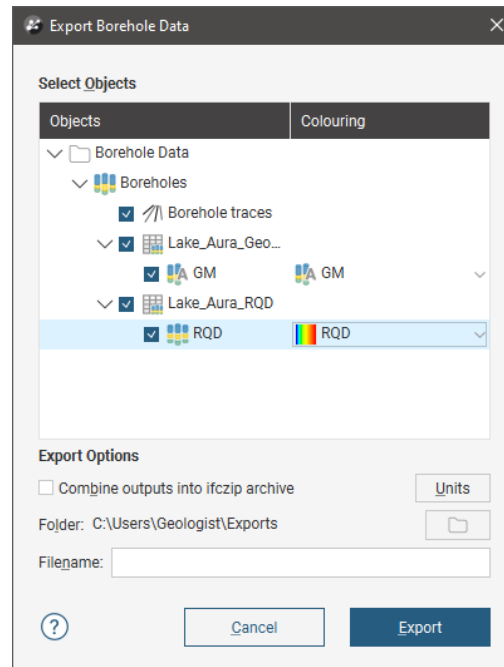 Export Borehole Data
Select Objects
Objects Colouring
Borehole Data
Boreholes
Borehole traces
Lake_Aura_Geo...
GM GM
Lake_Aura_RQD
RQD RQD
Export Options
Combine outputs into ifczip archive Units
Folder: C:\Users\Geologist\Exports
Filename:
? Cancel Export